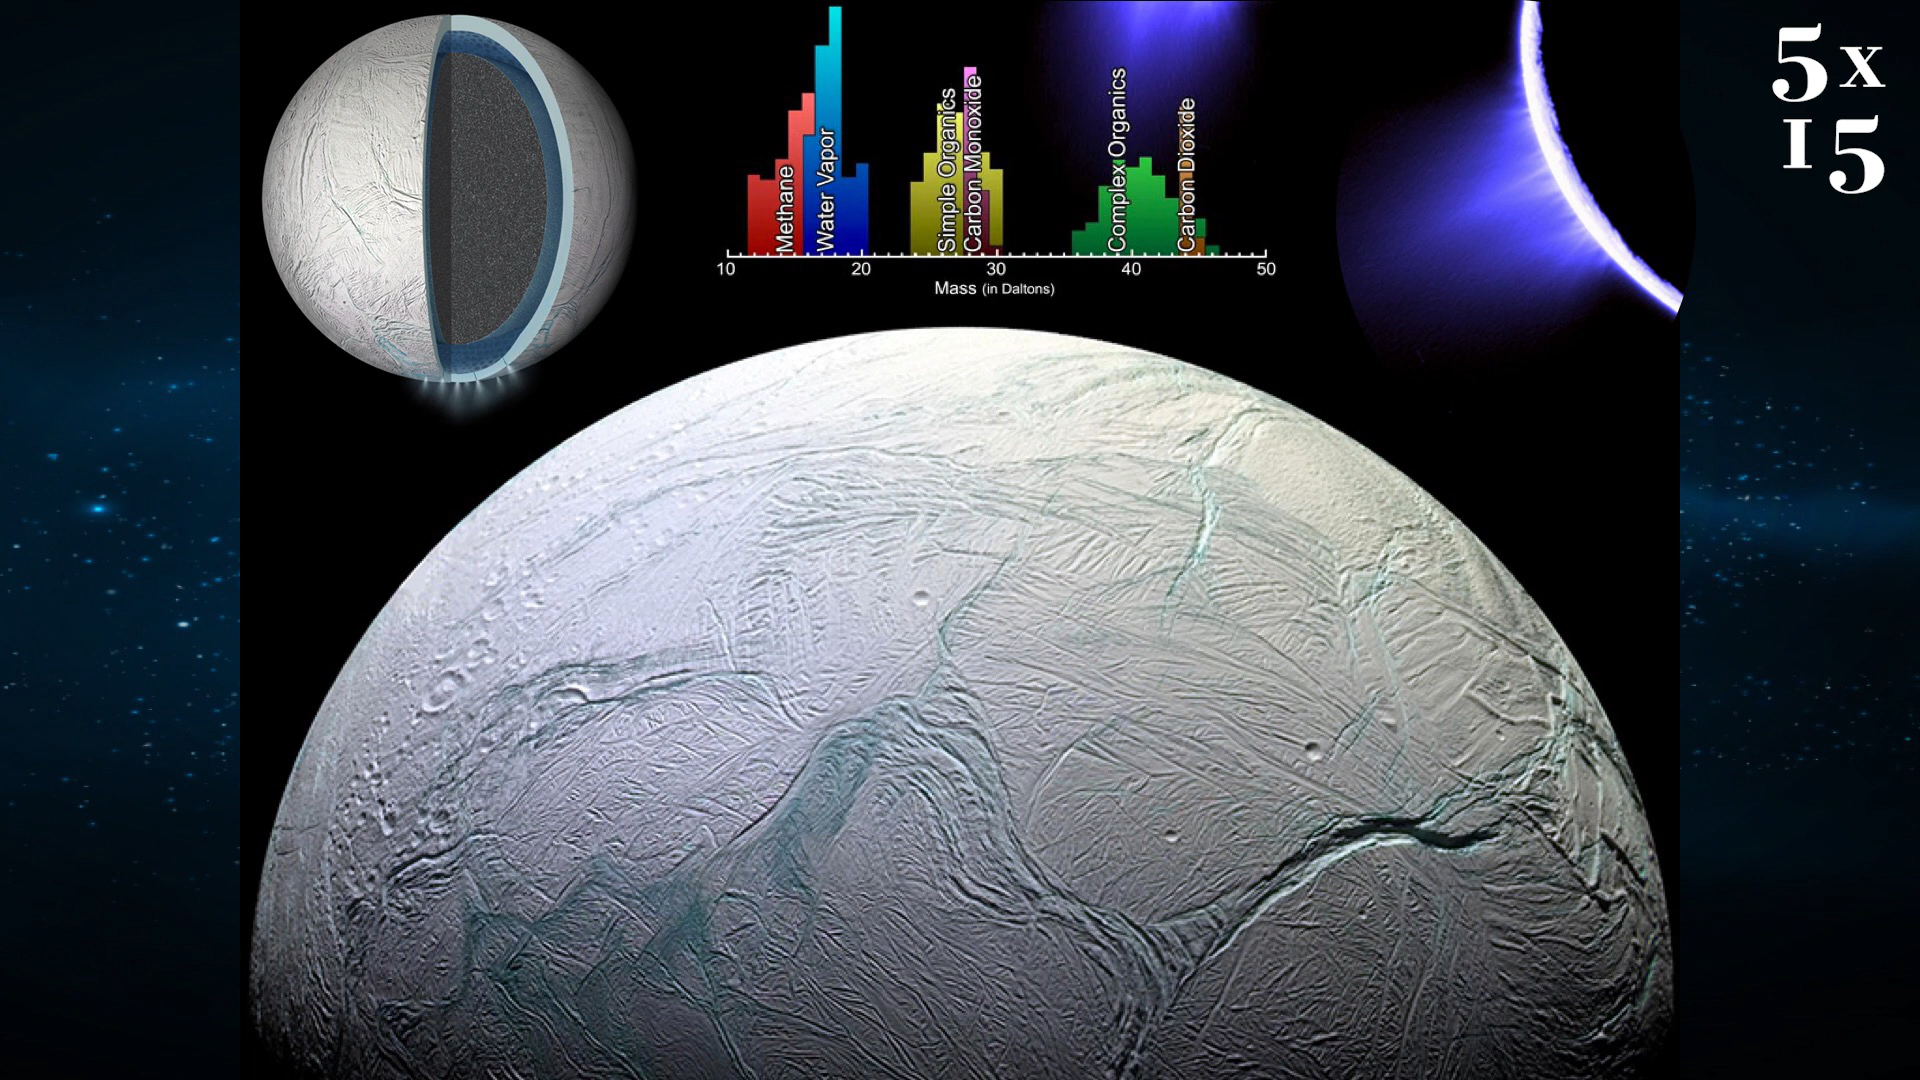 5 x
15
Methane
Water Vapor
Simple Organics
Carbon Monoxide
Complex Organics
Carbon Dioxide
10 20 30 40 50
Mass (in Daltons)